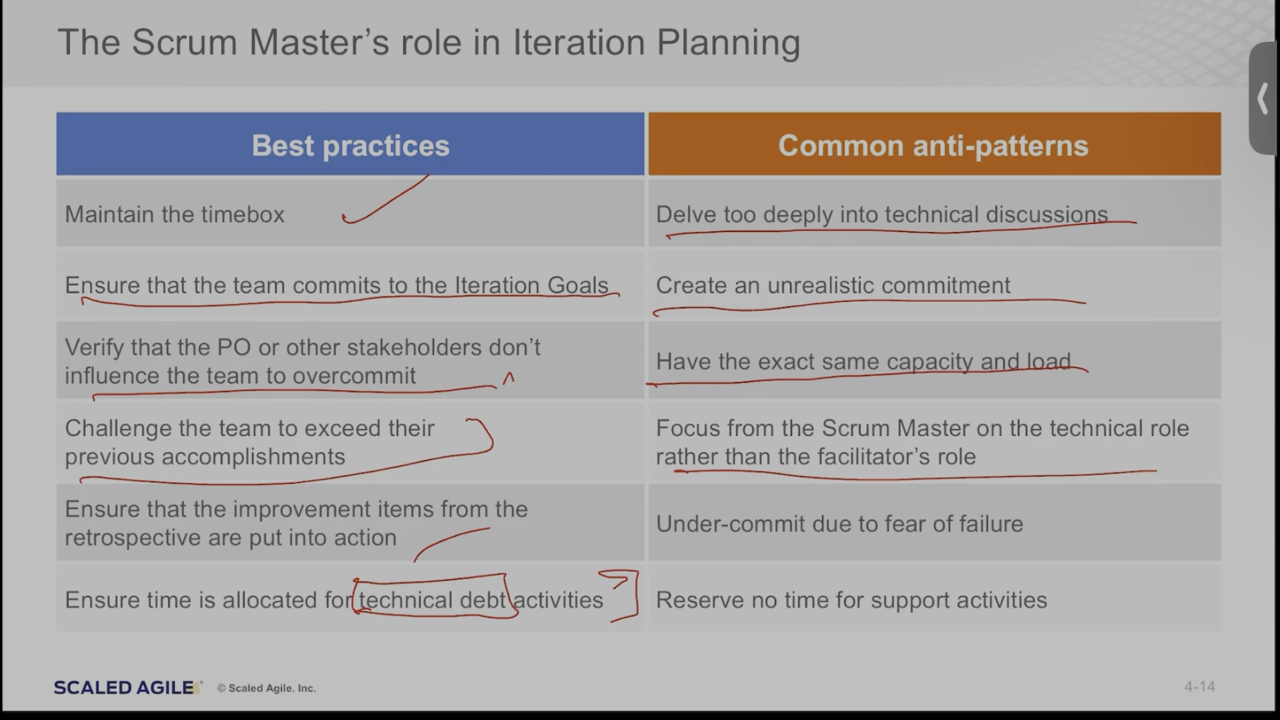 The Scrum Master’s role in Iteration Planning
Best practices
Common anti-patterns
Maintain the timebox
Delve too deeply into technical discussions
Ensure that the team commits to the Iteration Goals
Create an unrealistic commitment
Verify that the PO or other stakeholders don’t
influence the team to overcommit
Have the exact same capacity and load
Challenge the team to exceed their
previous accomplishments
Focus from the Scrum Master on the technical role
rather than the facilitator’s role
Ensure that the improvement items from the
retrospective are put into action
Under-commit due to fear of failure
Ensure time is allocated for technical debt activities
Reserve no time for support activities
SCALED AGILE
© Scaled Agile. Inc.
4-14